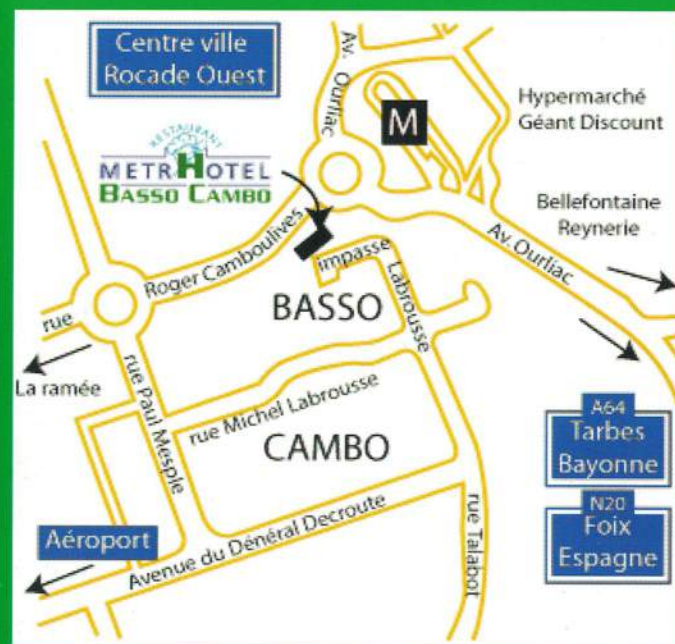 Centre ville
Rocade Ouest
Av. Ourliac
M
Hypermarché
Géant Discount
RESTAURANT
METRHOTEL
BASSO CAMBO
Bellefontaine
Reynerie
Av. Ourliac
rue
Roger Camboulives
impasse
Labrousse
BASSO
La ramée
rue Paul Mesple
rue Michel Labrousse
CAMBO
A64
Tarbes
Bayonne
N20
Foix
Espagne
Aéroport
Avenue du Dénéral Decroute
rue Talabot